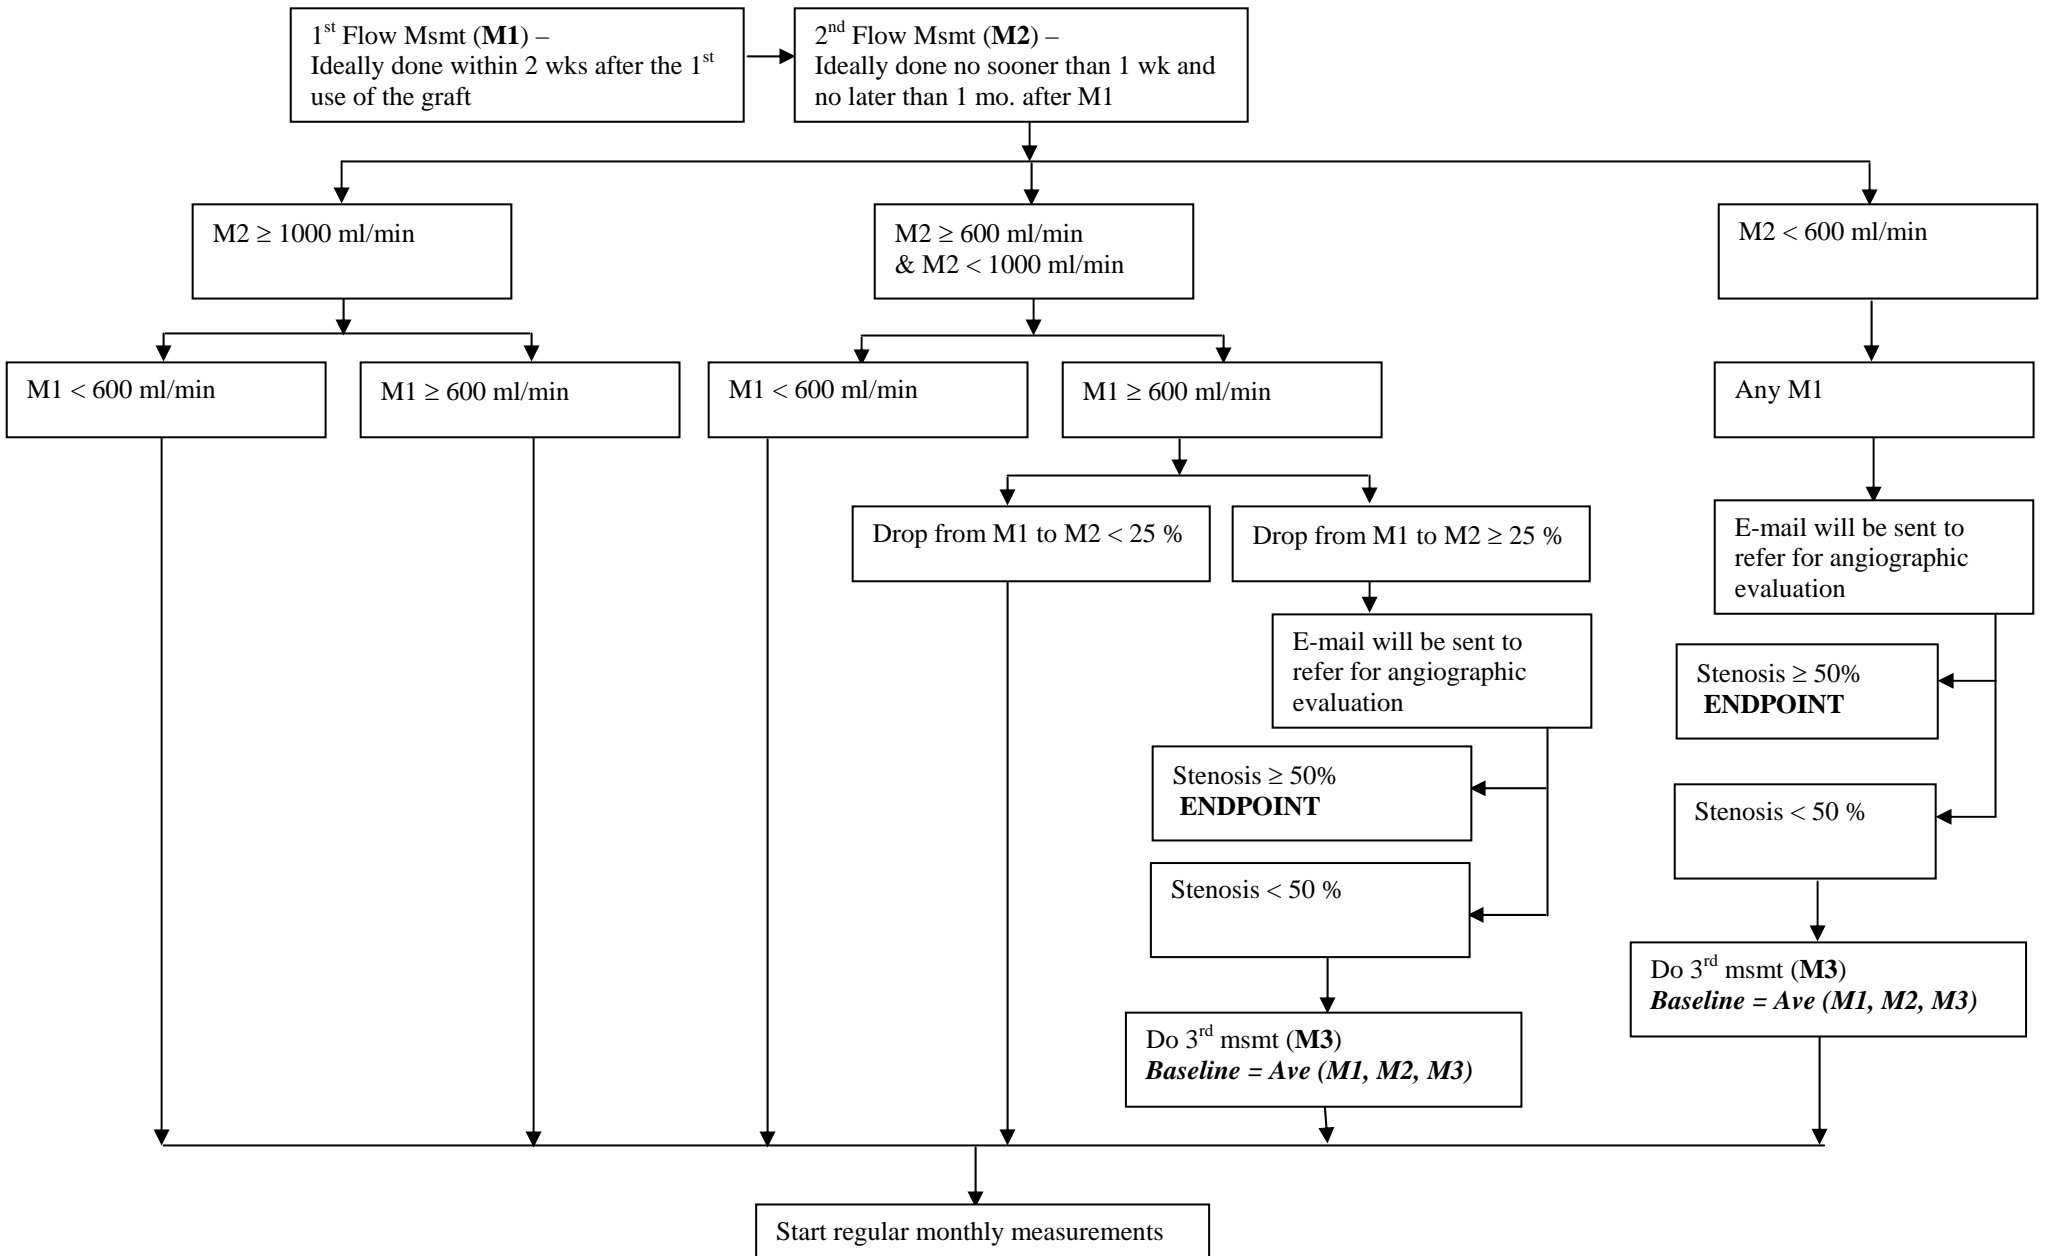 1st Flow Msmt (M1) –
Ideally done within 2 wks after the 1st
use of the graft
2nd Flow Msmt (M2) –
Ideally done no sooner than 1 wk and
no later than 1 mo. after M1
M2 ≥ 1000 ml/min
M2 ≥ 600 ml/min
& M2 < 1000 ml/min
M2 < 600 ml/min
M1 < 600 ml/min
M1 ≥ 600 ml/min
M1 < 600 ml/min
M1 ≥ 600 ml/min
Any M1
Drop from M1 to M2 < 25 %
Drop from M1 to M2 ≥ 25 %
E-mail will be sent to
refer for angiographic
evaluation
E-mail will be sent to
refer for angiographic
evaluation
Stenosis ≥ 50%
ENDPOINT
Stenosis ≥ 50%
ENDPOINT
Stenosis < 50 %
Stenosis < 50 %
Do 3rd msmt (M3)
Baseline = Ave (M1, M2, M3)
Do 3rd msmt (M3)
Baseline = Ave (M1, M2, M3)
Start regular monthly measurements